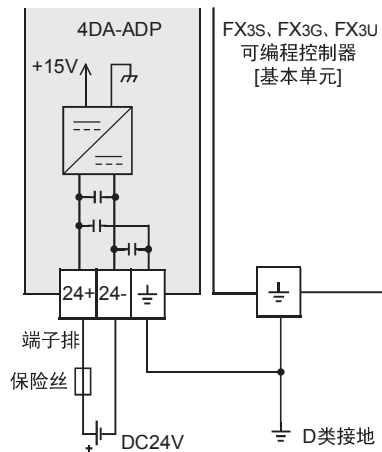 4DA-ADP
FX3S、FX3G、FX3U
可编程控制器
[基本单元]
+15V
24+ 24-
端子排
保险丝
+
DC24V
D类接地